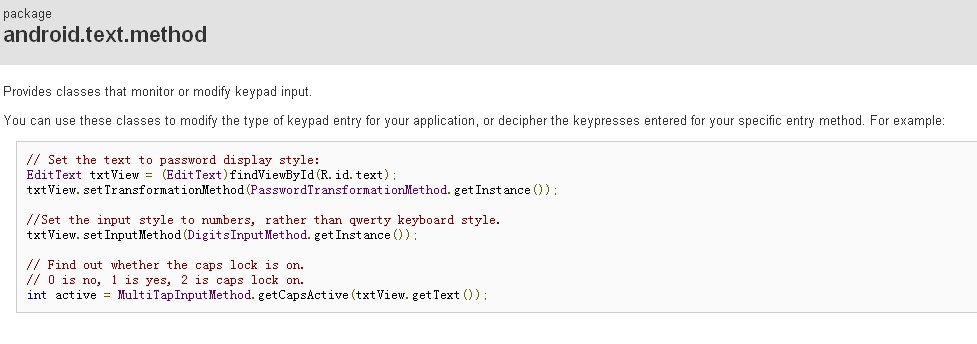 package
android.text.method
Provides classes that monitor or modify keypad input.
You can use these classes to modify the type of keypad entry for your application, or decipher the keypresses entered for your specific entry method. For example:
// Set the text to password display style:
EditText txtView = (EditText)findViewById(R.id.text);
txtView.setTransformationMethod(PasswordTransformationMethod.getInstance());
//Set the input style to numbers, rather than qwerty keyboard style.
txtView.setInputMethod(DigitsInputMethod.getInstance());
// Find out whether the caps lock is on.
// 0 is no, 1 is yes, 2 is caps lock on.
int active = MultiTapInputMethod.getCapsActive(txtView.getText());